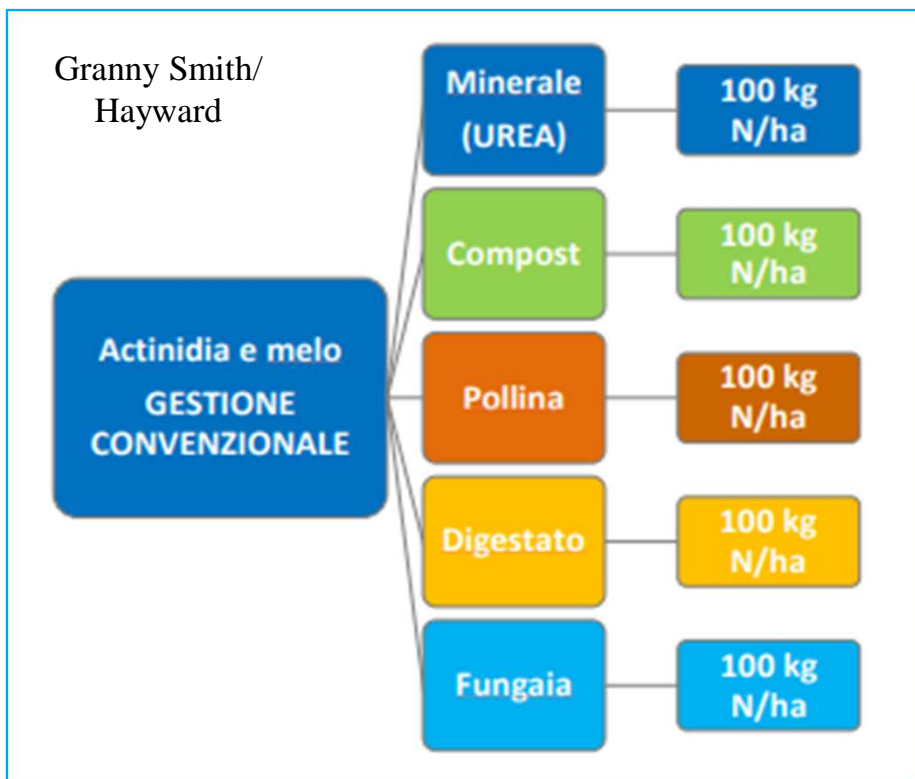 Granny Smith/
Hayward
Minerale
(UREA)
100 kg
N/ha
Compost
100 kg
N/ha
Actinidia e melo
GESTIONE
CONVENZIONALE
Pollina
100 kg
N/ha
Digestato
100 kg
N/ha
Fungaia
100 kg
N/ha